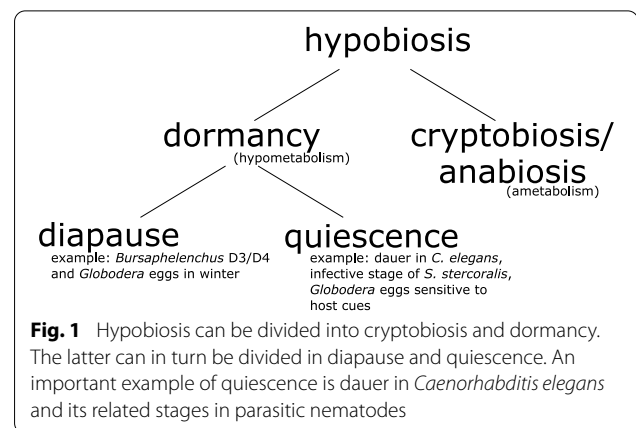 hypobiosis
dormancy
(hypometabolism)
cryptobiosis/
anabiosis
(ametabolism)
diapause
example: Bursaphelenchus D3/D4
and Globodera eggs in winter
quiescence
example: dauer in C. elegans,
infective stage of S. stercoralis,
Globodera eggs sensitive to
host cues
Fig. 1 Hypobiosis can be divided into cryptobiosis and dormancy.
The latter can in turn be divided in diapause and quiescence. An
important example of quiescence is dauer in Caenorhabditis elegans
and its related stages in parasitic nematodes